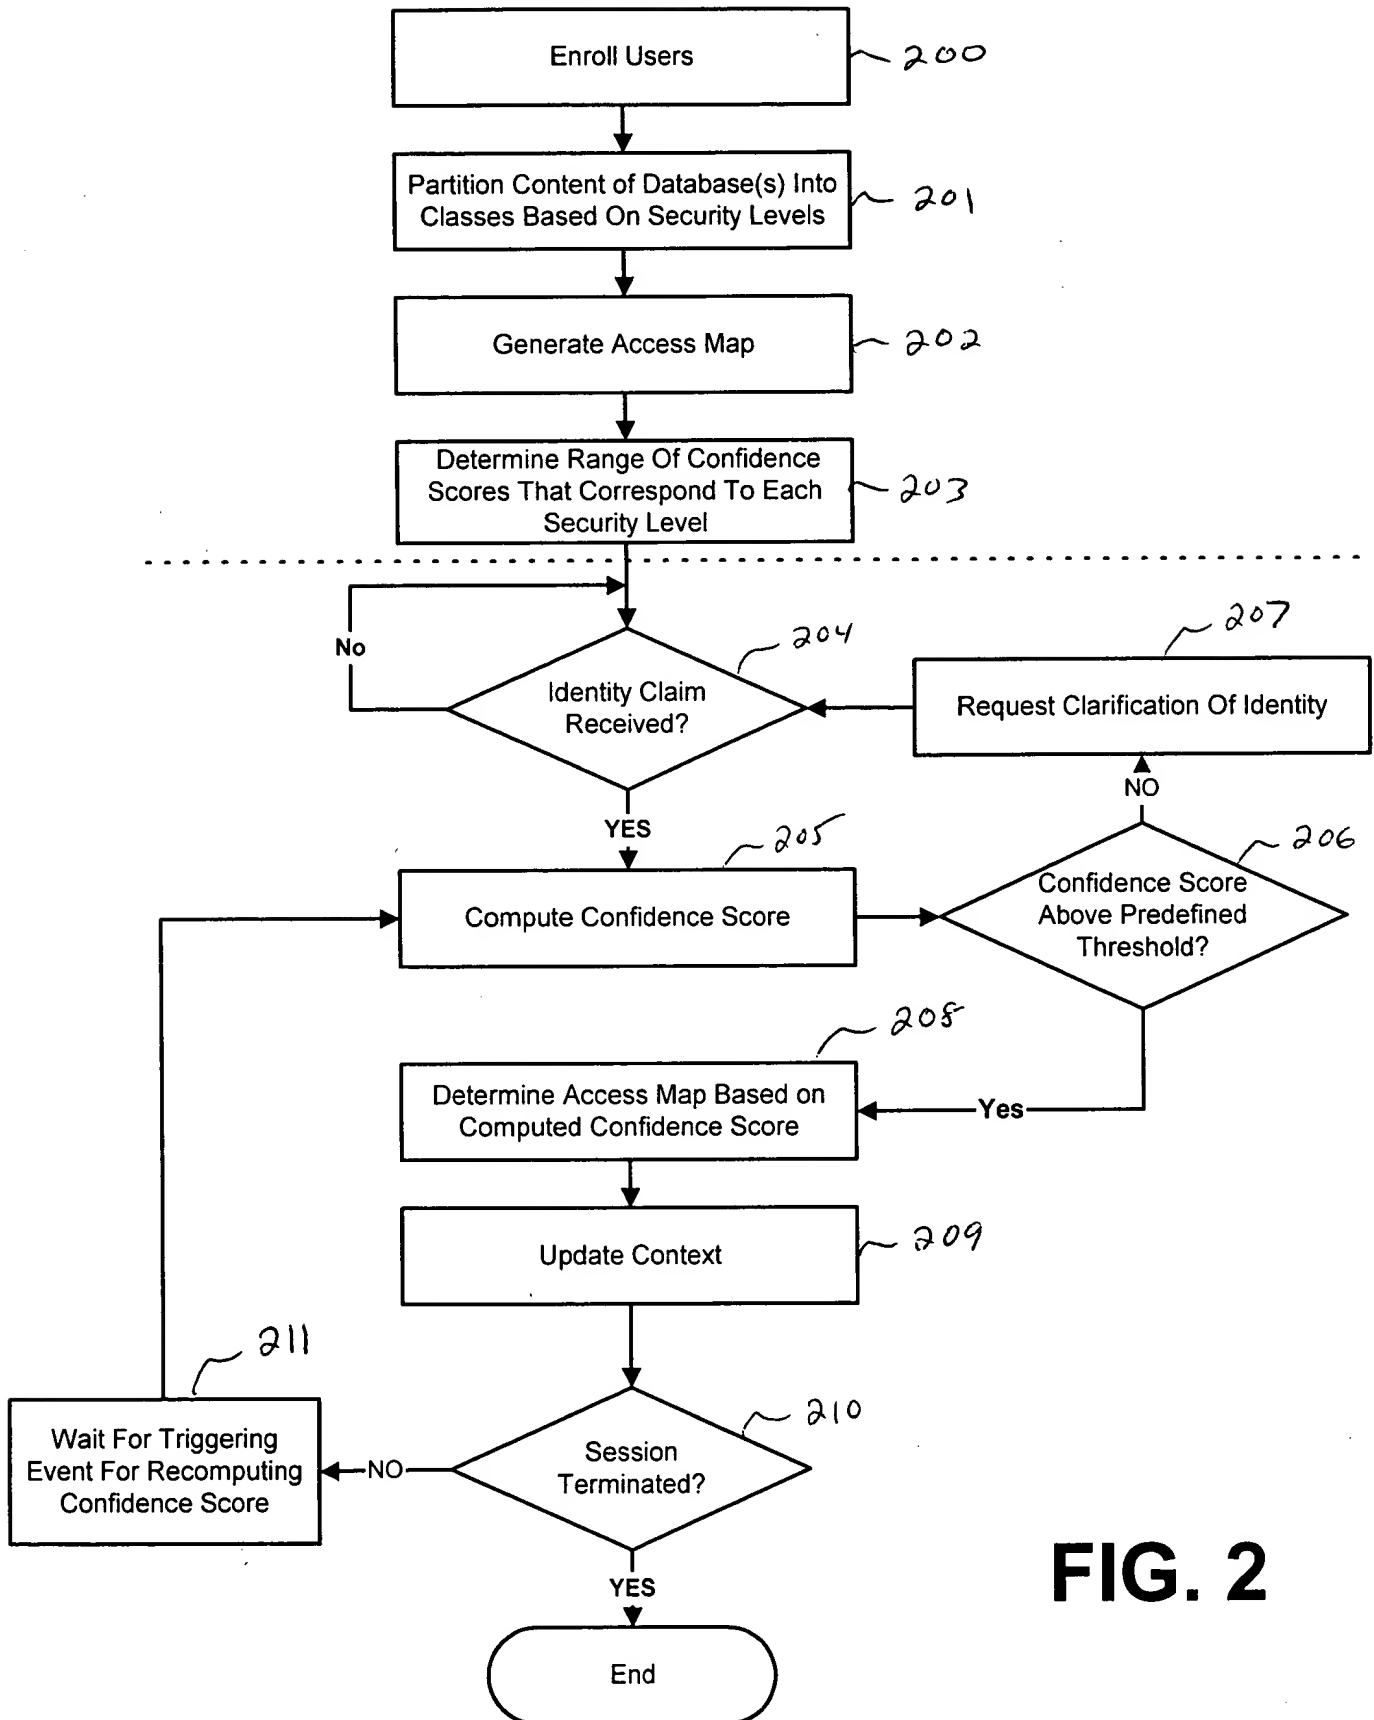 Enroll Users
200
Partition Content of Database(s) Into
Classes Based On Security Levels
201
Generate Access Map
202
Determine Range Of Confidence
Scores That Correspond To Each
Security Level
203
No
204
Identity Claim
Received?
207
Request Clarification Of Identity
NO
YES
205
Compute Confidence Score
206
Confidence Score
Above Predefined
Threshold?
208
Determine Access Map Based on
Computed Confidence Score
Yes
Update Context
209
211
Wait For Triggering
Event For Recomputing
Confidence Score
NO
210
Session
Terminated?
YES
End
FIG. 2